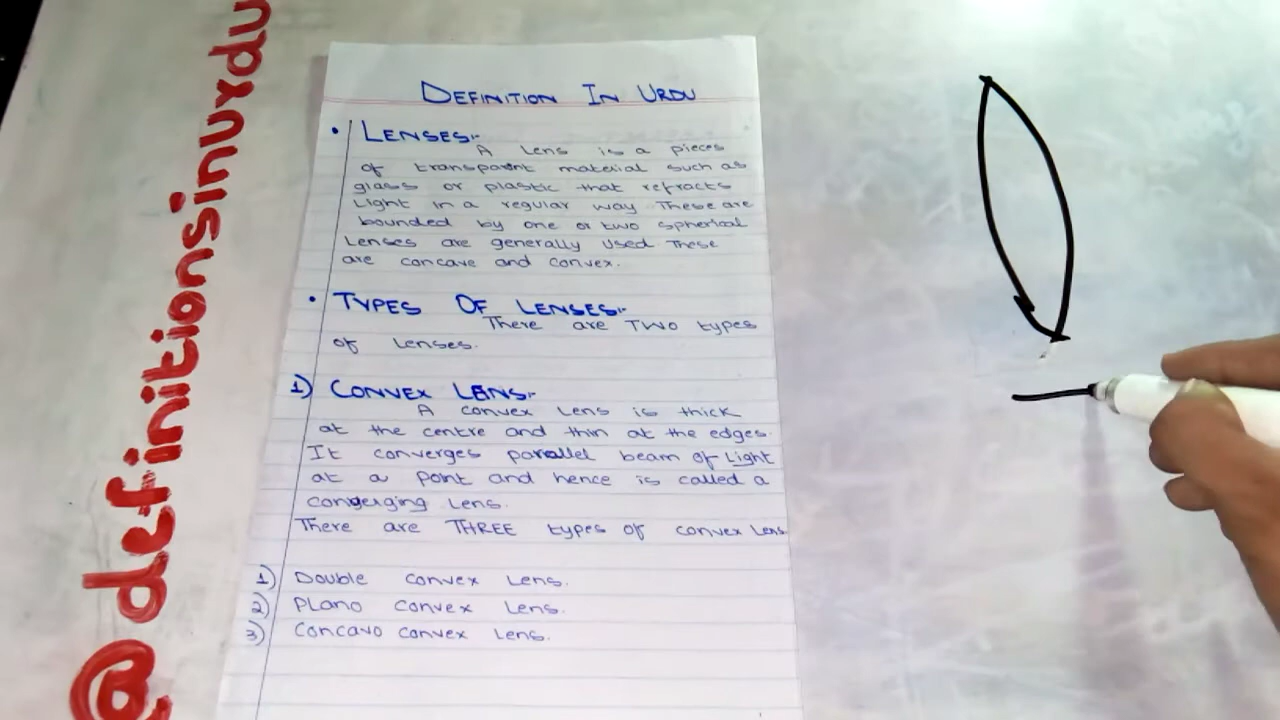 @definitionsinurdu
DEFINITION IN URDU
• LENSES:-
A lens is a pieces
of transparent material such as
glass or plastic that refracts
light in a regular way These are
bounded by one or two spherical
lenses are generally used These
are concave and convex.
• TYPES OF LENSES:-
There are TWO types
of lenses.
1) CONVEX LENS:-
A convex lens is thick
at the centre and thin at the edges.
It converges parallel beam of Light
at a point and hence is called a
converging lens.
There are THREE types of convex lens
1) Double convex lens.
2) Plano convex lens.
3) Concavo convex lens.